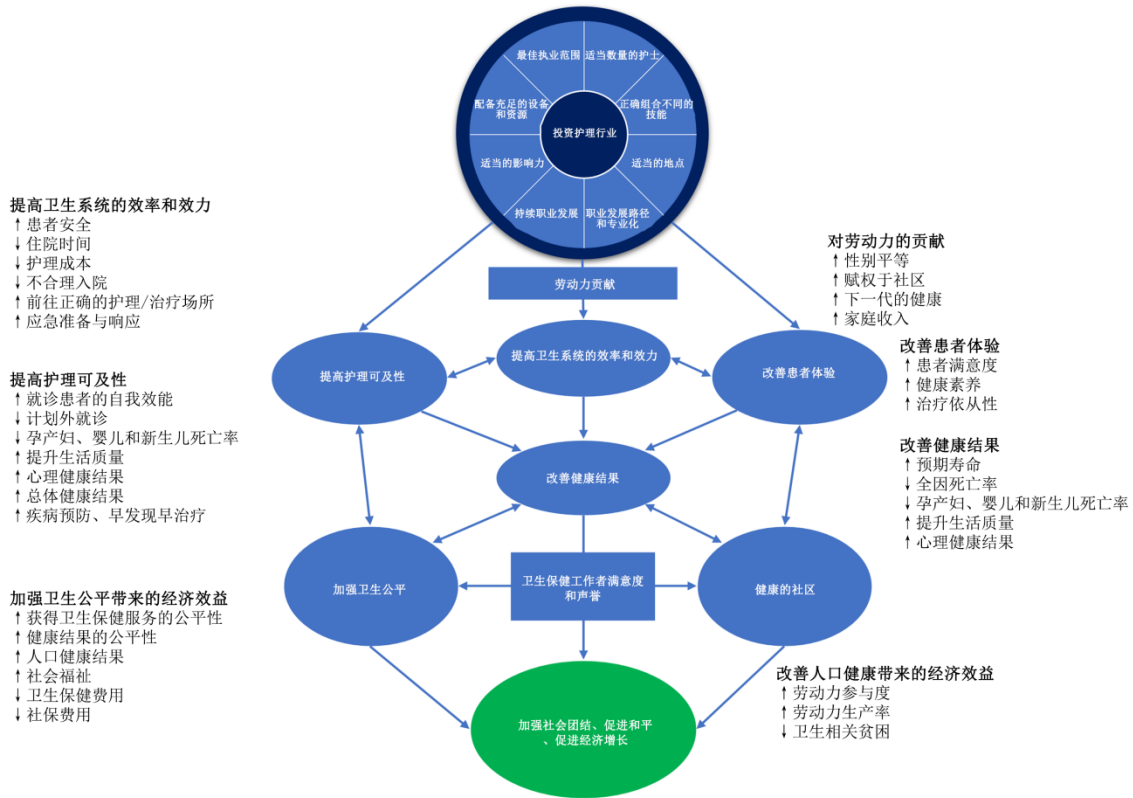 最佳执业范围
适当数量的护士
配备充足的设备
和资源
正确组合不同的
技能
投资护理行业
适当的影响力
适当的地点
持续职业发展
职业发展路径
和专业化
提高卫生系统的效率和效力
↑ 患者安全
↓ 住院时间
↓ 护理成本
↓ 不合理入院
↑ 前往正确的护理/治疗场所
↑ 应急准备与响应
对劳动力的贡献
↑ 性别平等
↑ 赋权于社区
↑ 下一代的健康
↑ 家庭收入
劳动力贡献
提高卫生系统的效率和效力
提高护理可及性
改善患者体验
改善患者体验
↑ 患者满意度
↑ 健康素养
↑ 治疗依从性
提高护理可及性
↑ 就诊患者的自我效能
↓ 计划外就诊
↓ 孕产妇、婴儿和新生儿死亡率
↑ 提升生活质量
↑ 心理健康结果
↑ 总体健康结果
↑ 疾病预防、早发现早治疗
改善健康结果
改善健康结果
↑ 预期寿命
↓ 全因死亡率
↓ 孕产妇、婴儿和新生儿死亡率
↑ 提升生活质量
↑ 心理健康结果
加强卫生公平
卫生保健工作者满意度
和声誉
健康的社区
加强卫生公平带来的经济效益
↑ 获得卫生保健服务的公平性
↑ 健康结果的公平性
↑ 人口健康结果
↑ 社会福祉
↓ 卫生保健费用
↓ 社保费用
改善人口健康带来的经济效益
↑ 劳动力参与度
↑ 劳动力生产率
↓ 卫生相关贫困
加强社会团结、促进和平
、促进经济增长